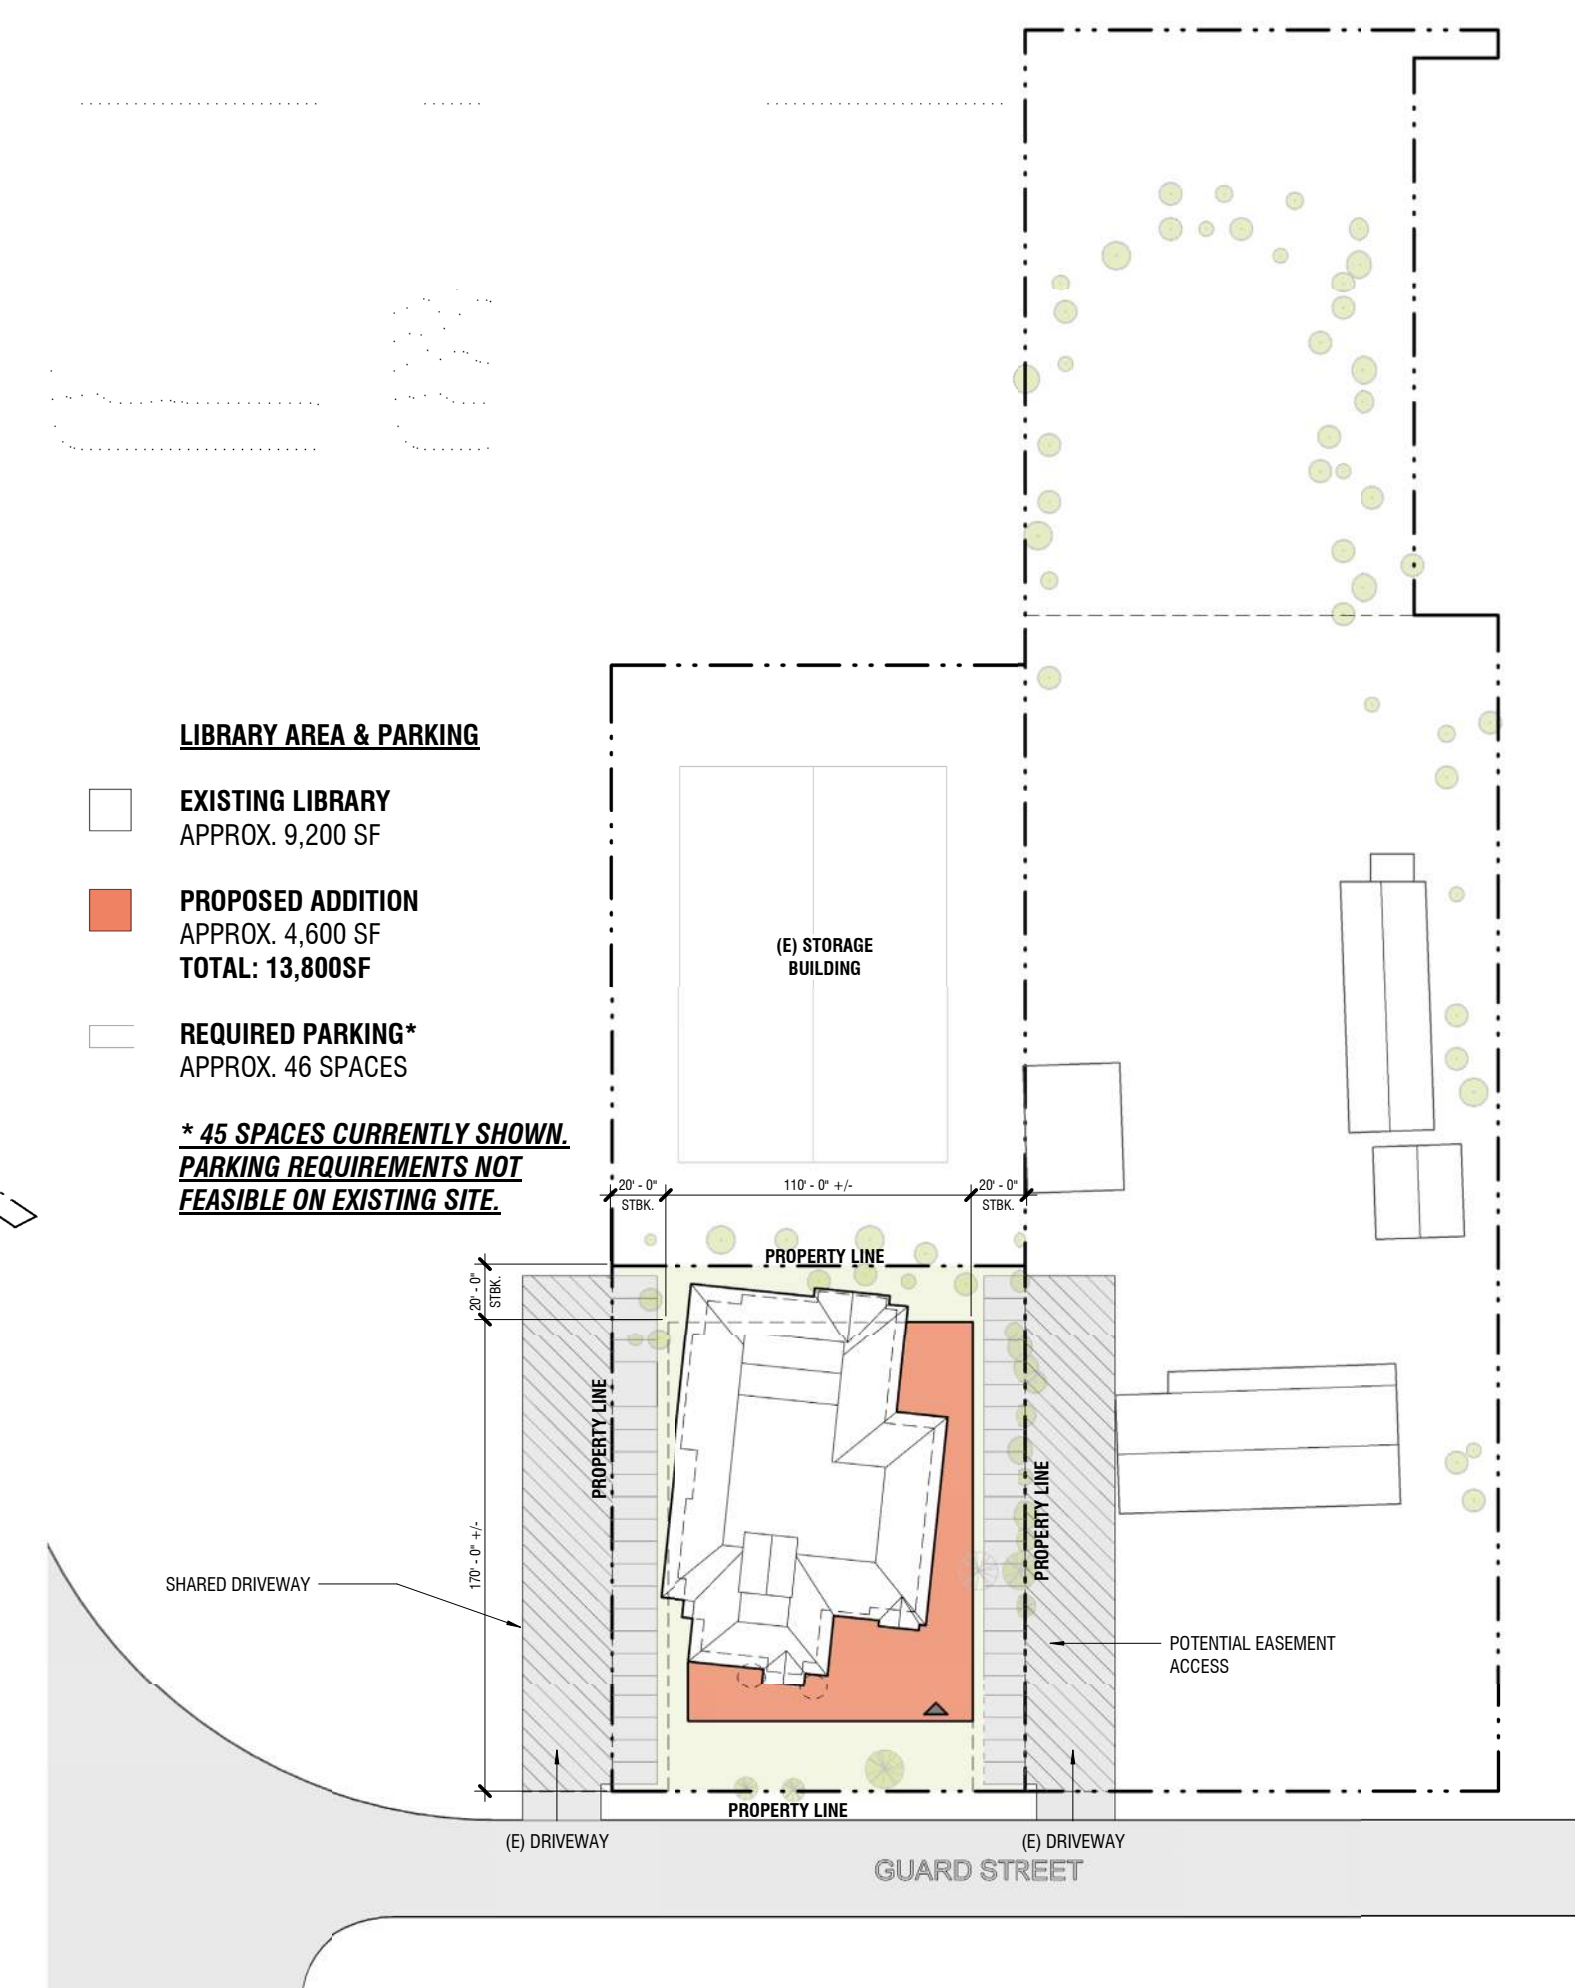 LIBRARY AREA & PARKING
EXISTING LIBRARY
APPROX. 9,200 SF
PROPOSED ADDITION
APPROX. 4,600 SF
TOTAL: 13,800SF
REQUIRED PARKING*
APPROX. 46 SPACES
* 45 SPACES CURRENTLY SHOWN.
PARKING REQUIREMENTS NOT
FEASIBLE ON EXISTING SITE.
(E) STORAGE
BUILDING
20' - 0"
STBK.
110' - 0" +/-
20' - 0"
STBK.
PROPERTY LINE
20' - 0"
STBK.
PROPERTY LINE
PROPERTY LINE
170' - 0" +/-
SHARED DRIVEWAY
POTENTIAL EASEMENT
ACCESS
PROPERTY LINE
(E) DRIVEWAY
(E) DRIVEWAY
GUARD STREET